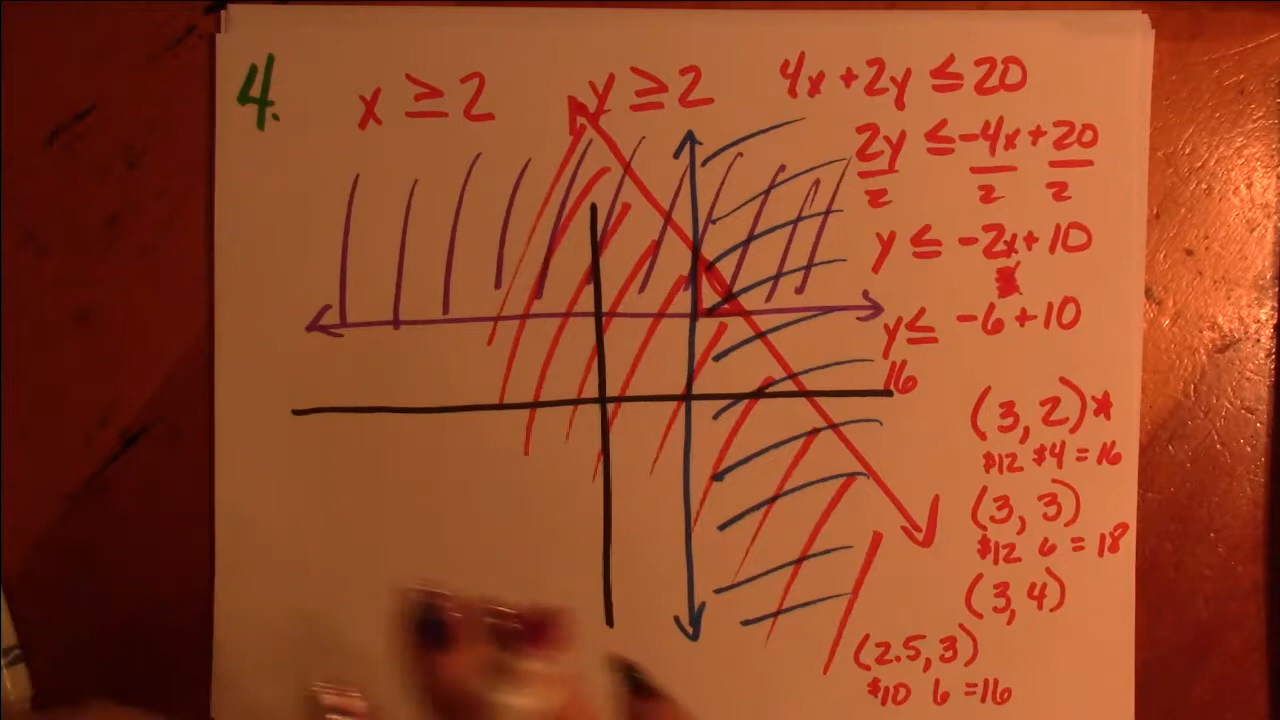 4. x ≥ 2 y ≥ 2 4x + 2y ≤ 20
2y ≤ -4x + 20
2 2 2
y ≤ -2x + 10
y ≤ -6 + 10
16
(3, 2)*
$12 $4 = 16
(3, 3)
$12 6 = 18
(3, 4)
(2.5, 3)
$10 6 = 16